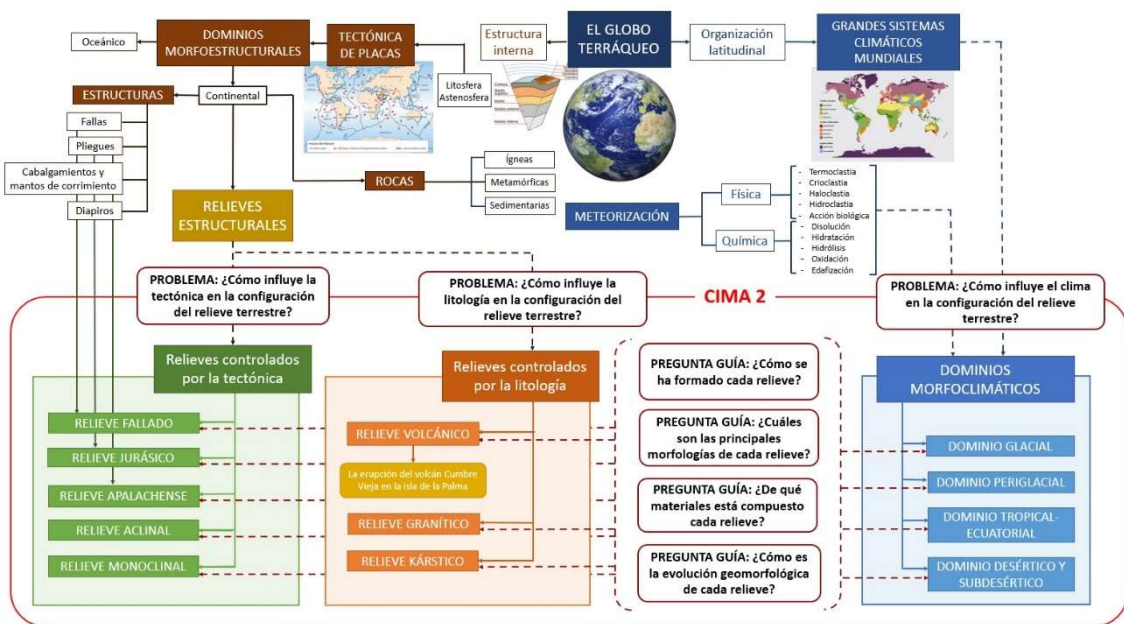 Oceánico
DOMINIOS
MORFOESTRUCTURALES
TECTÓNICA
DE PLACAS
Estructura
interna
EL GLOBO
TERRÁQUEO
Organización
latitudinal
GRANDES SISTEMAS
CLIMÁTICOS
MUNDIALES
Litosfera
Astenosfera
ESTRUCTURAS
Continental
Fallas
Pliegues
Cabalgamientos y
mantos de corrimiento
Diapiros
ROCAS
Ígneas
Metamórficas
Sedimentarias
RELIEVES
ESTRUCTURALES
METEORIZACIÓN
Física
- Termoclastia
- Crioclastia
- Haloclastia
- Hidroclastia
- Acción biológica
Química
- Disolución
- Hidratación
- Hidrólisis
- Oxidación
- Edafización
PROBLEMA: ¿Cómo influye la
tectónica en la configuración
del relieve terrestre?
PROBLEMA: ¿Cómo influye la
litología en la configuración del
relieve terrestre?
CIMA 2
PROBLEMA: ¿Cómo influye el clima
en la configuración del relieve
terrestre?
Relieves controlados
por la tectónica
RELIEVE FALLADO
RELIEVE JURÁSICO
RELIEVE APALACHENSE
RELIEVE ACLINAL
RELIEVE MONOCLINAL
Relieves controlados
por la litología
RELIEVE VOLCÁNICO
La erupción del volcán Cumbre
Vieja en la isla de la Palma
RELIEVE GRANÍTICO
RELIEVE KÁRSTICO
PREGUNTA GUÍA: ¿Cómo se
ha formado cada relieve?
PREGUNTA GUÍA: ¿Cuáles
son las principales
morfologías de cada relieve?
PREGUNTA GUÍA: ¿De qué
materiales está compuesto
cada relieve?
PREGUNTA GUÍA: ¿Cómo es
la evolución geomorfológica
de cada relieve?
DOMINIOS
MORFOCLIMÁTICOS
DOMINIO GLACIAL
DOMINIO PERIGLACIAL
DOMINIO TROPICAL-
ECUATORIAL
DOMINIO DESÉRTICO Y
SUBDESÉRTICO